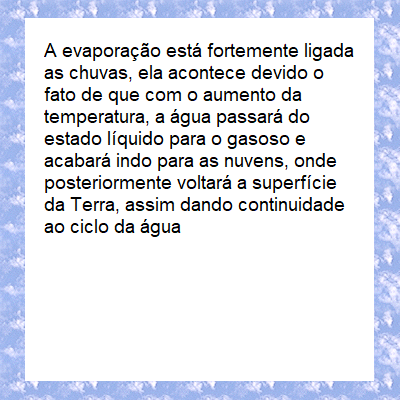 A evaporação está fortemente ligada
as chuvas, ela acontece devido o
fato de que com o aumento da
temperatura, a água passará do
estado líquido para o gasoso e
acabará indo para as nuvens, onde
posteriormente voltará a superfície
da Terra, assim dando continuidade
ao ciclo da água